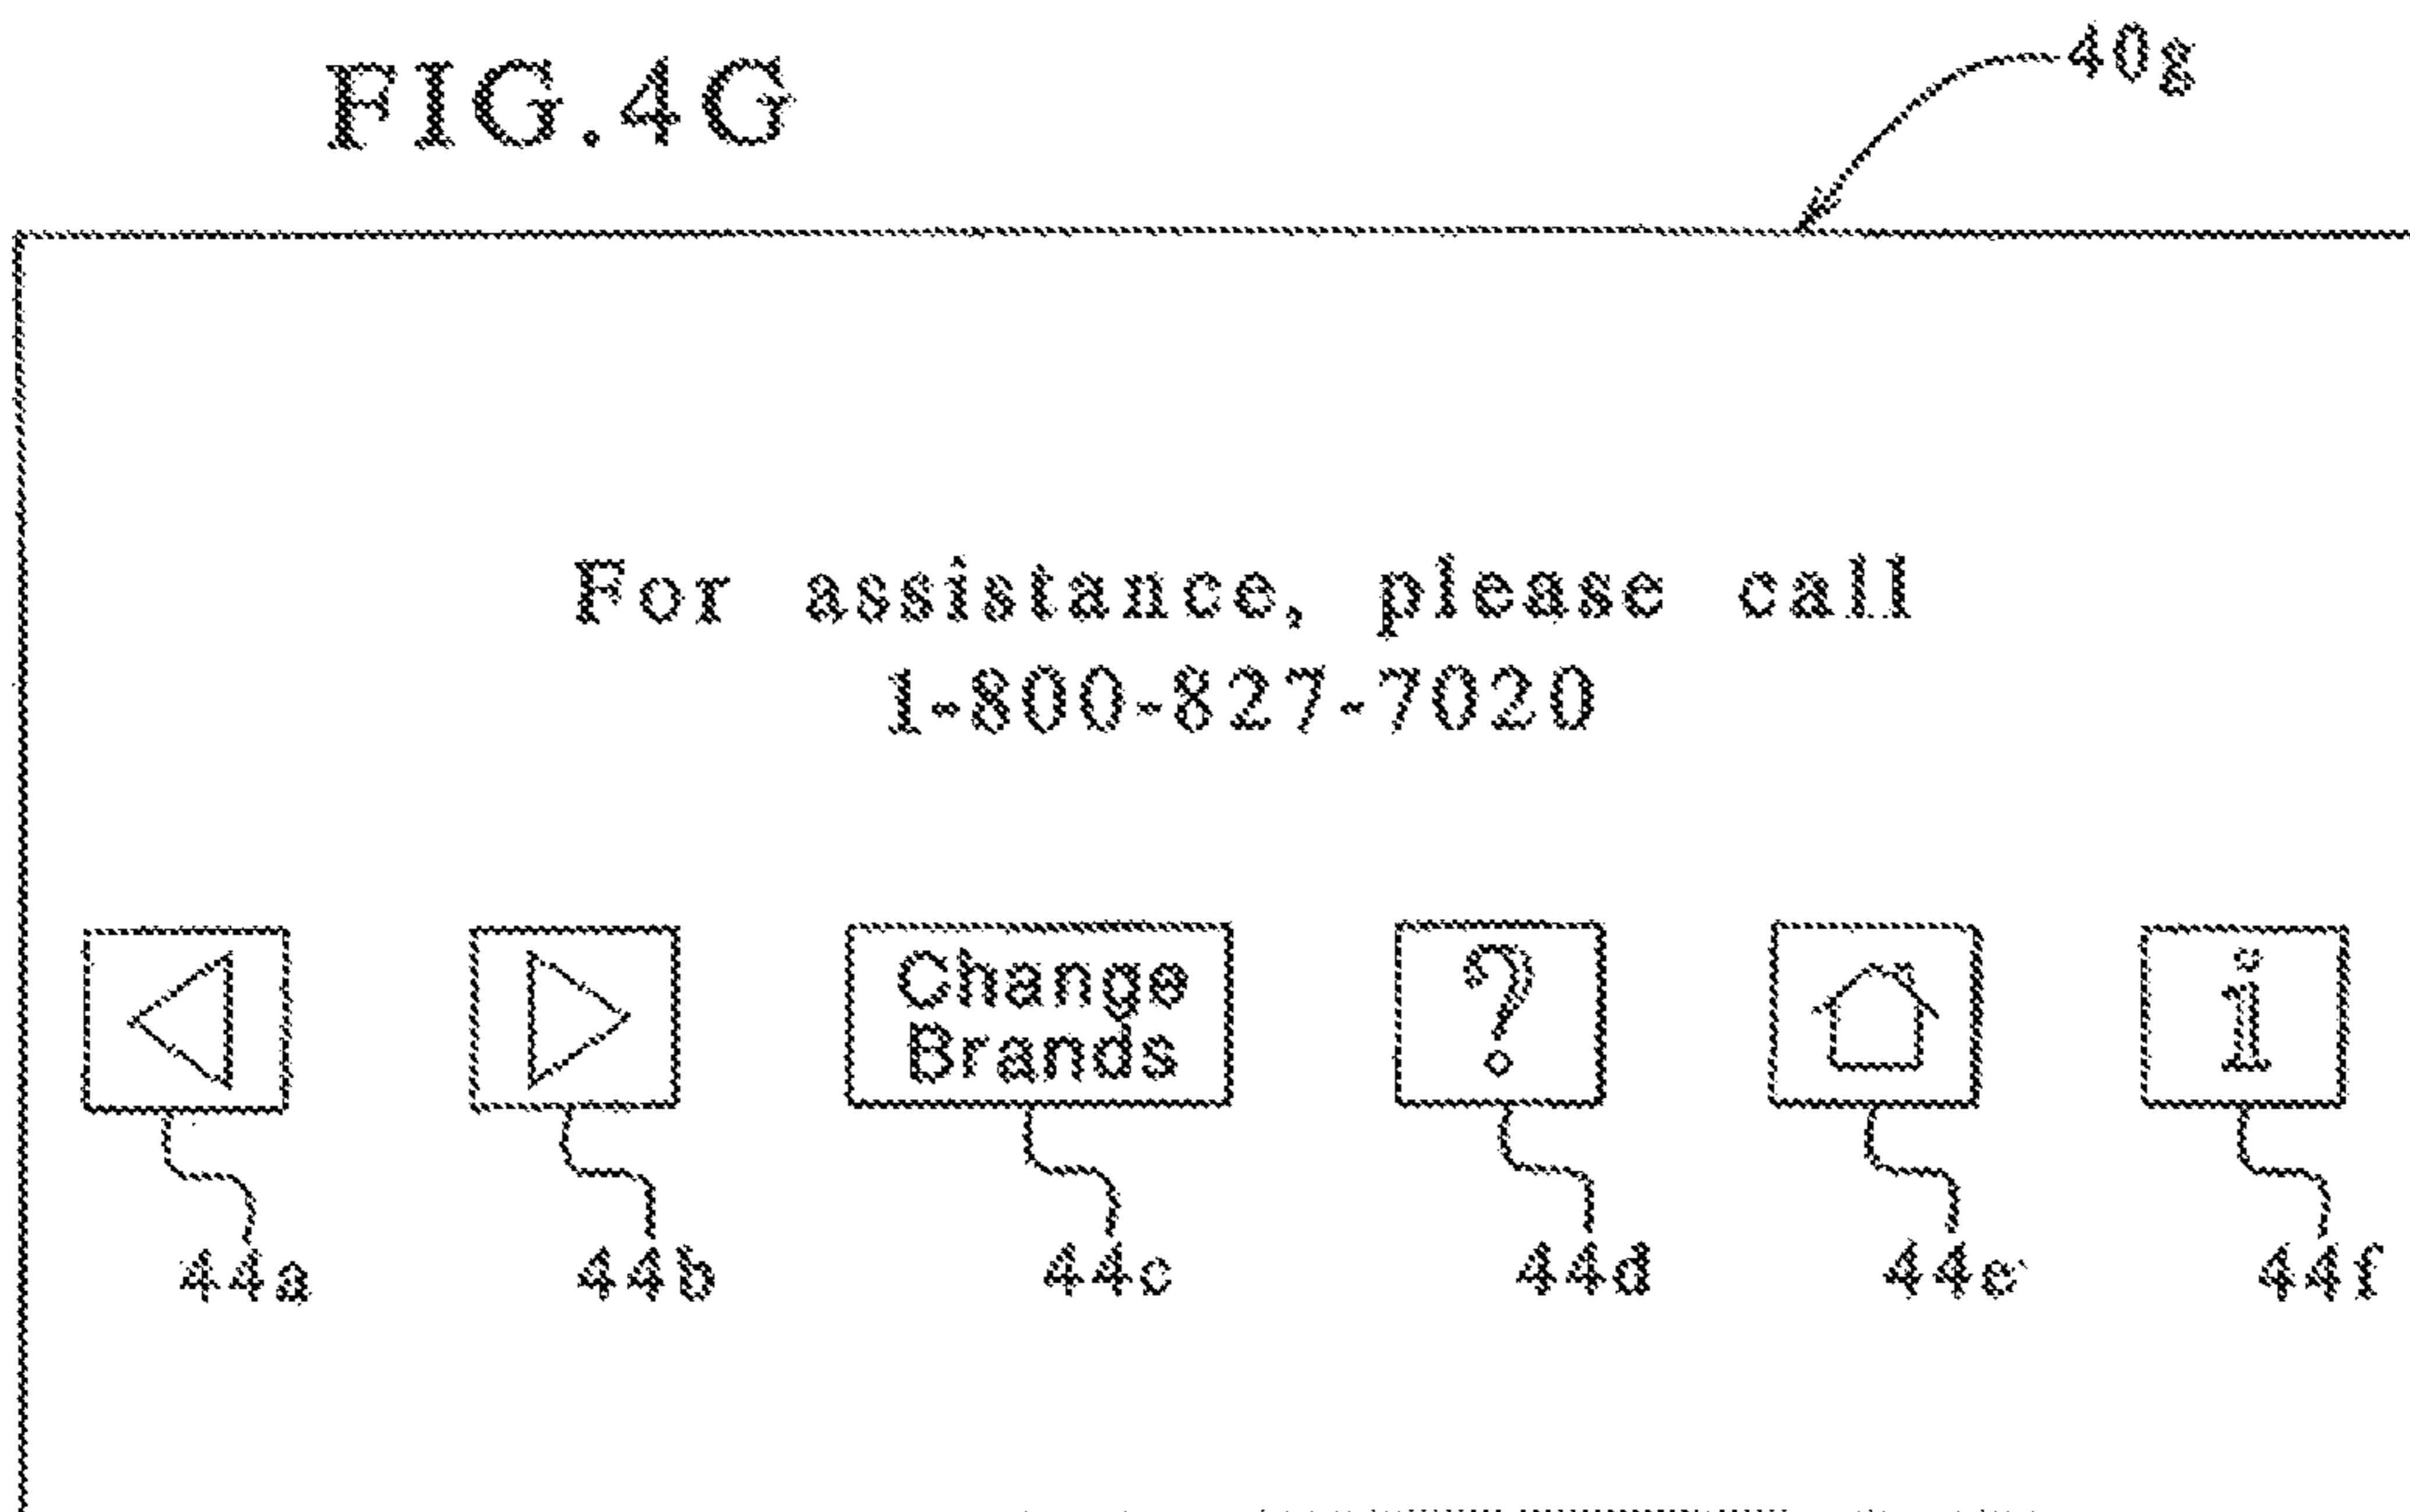 FIG.4G
40g
For assistance, please call
1-800-827-7020
Change
Brands
?
i
44a 44b 44c 44d 44e 44f